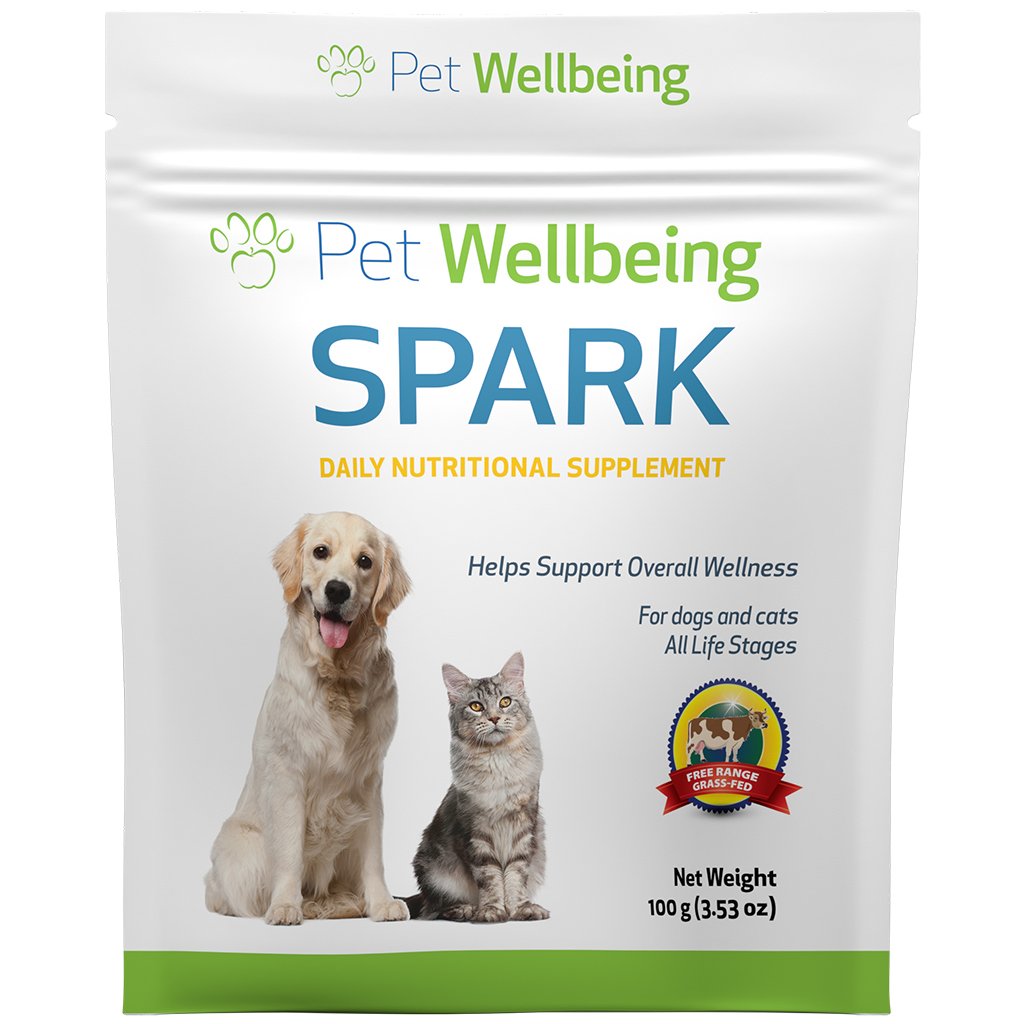 Pet Wellbeing
Pet Wellbeing
SPARK
DAILY NUTRITIONAL SUPPLEMENT
Helps Support Overall Wellness
For dogs and cats
All Life Stages
FREE RANGE
GRASS-FED
Net Weight
100 g (3.53 oz)